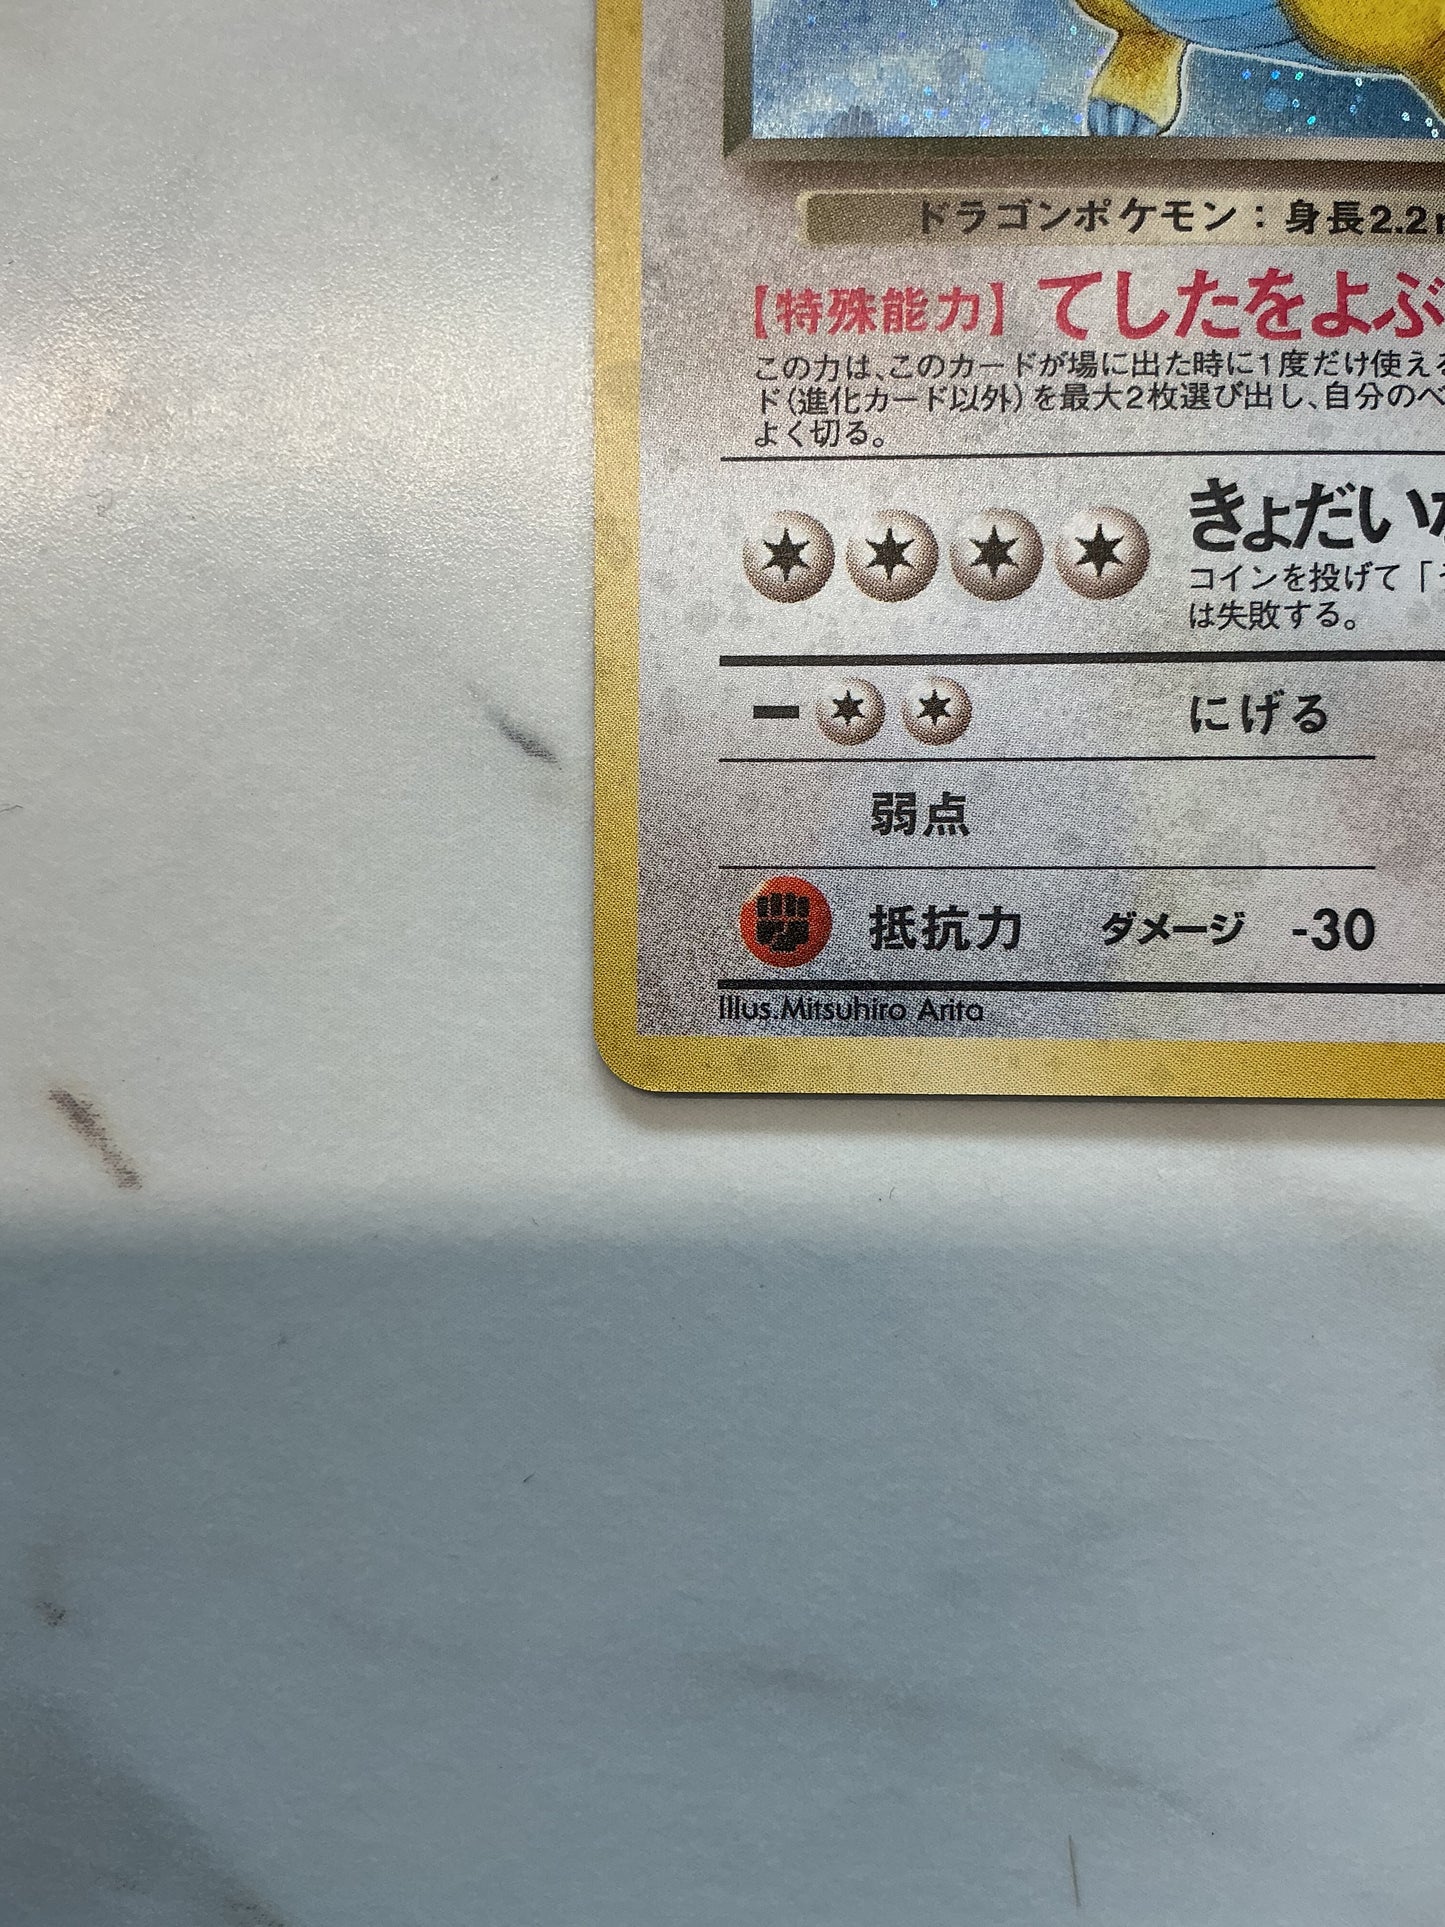 ドラゴンポケモン：身長2.2m
【特殊能力】てしたをよぶ
この力は、このカードが場に出た時に1度だけ使える
ド（進化カード以外）を最大2枚選び出し、自分のベ
よく切る。
きょだいな
コインを投げて「
は失敗する。
にげる
弱点
抵抗力 ダメージ -30
Illus.Mitsuhiro Arita